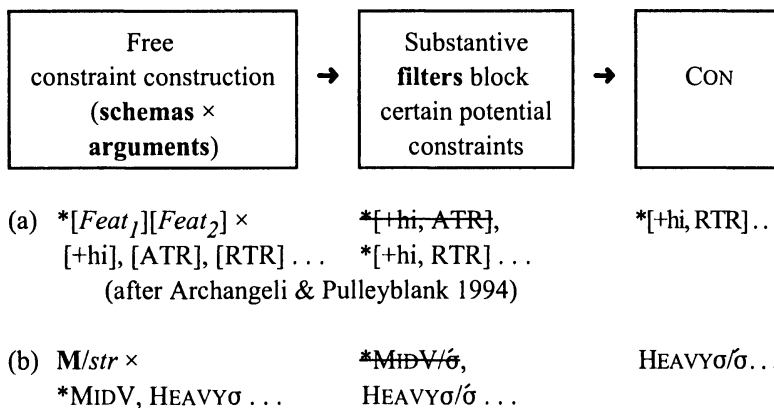 Free
constraint construction
(schemas ×
arguments)
➔
Substantive
filters block
certain potential
constraints
➔
CON
(a) *[Feat1][Feat2] × *[+hi, ATR], *[+hi, RTR] . .
[+hi], [ATR], [RTR] . . . *[+hi, RTR] . . .
(after Archangeli & Pulleyblank 1994)
(b) M/str × *MIDV/σ́, HEAVYσ/σ́. . .
*MIDV, HEAVYσ . . . HEAVYσ/σ́ . . .